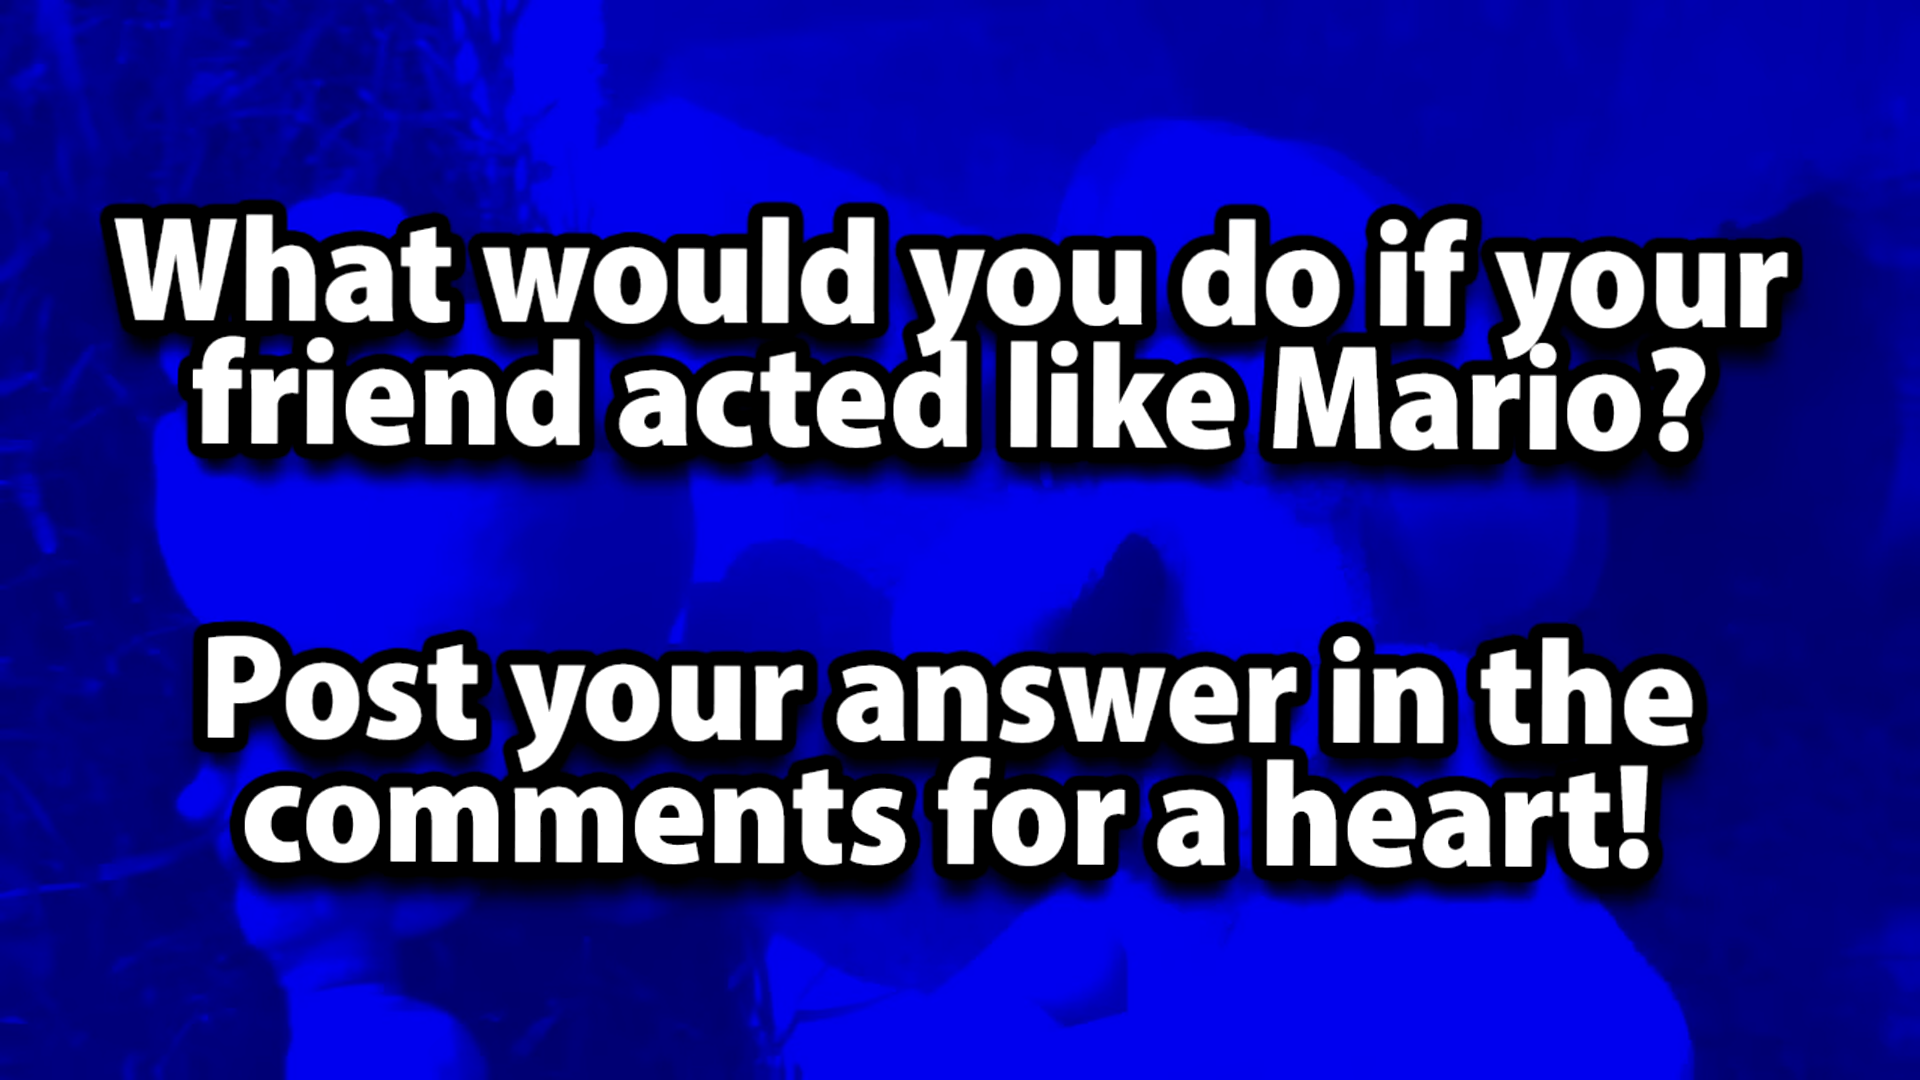 What would you do if your
friend acted like Mario?
Post your answer in the
comments for a heart!